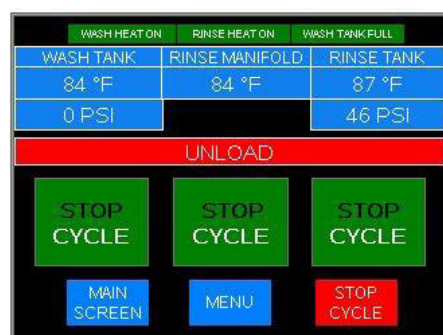 WASH HEAT ON RINSE HEAT ON WASH TANK FULL
WASH TANK RINSE MANIFOLD RINSE TANK
84 °F 84 °F 87 °F
0 PSI 46 PSI
UNLOAD
STOP STOP STOP
CYCLE CYCLE CYCLE
MAIN STOP
SCREEN MENU CYCLE